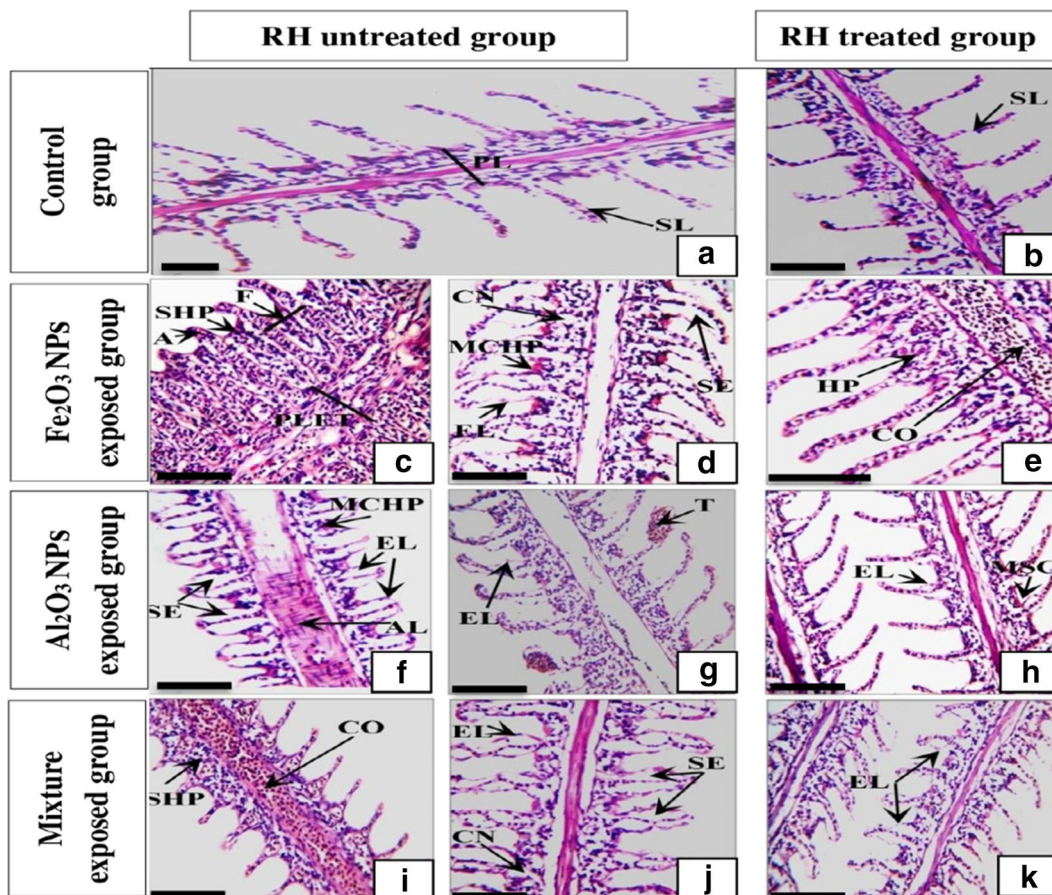 RH untreated group
RH treated group
Control
group
PL
SL
a
SL
b
Fe₂O₃ NPs
exposed group
F
SHP
A
PLET
c
CN
MCHP
SE
EL
d
HP
CO
e
Al₂O₃ NPs
exposed group
MCHP
EL
SE
AL
f
T
EL
g
EL
MSC
h
Mixture
exposed group
CO
SHP
i
EL
SE
CN
j
EL
k